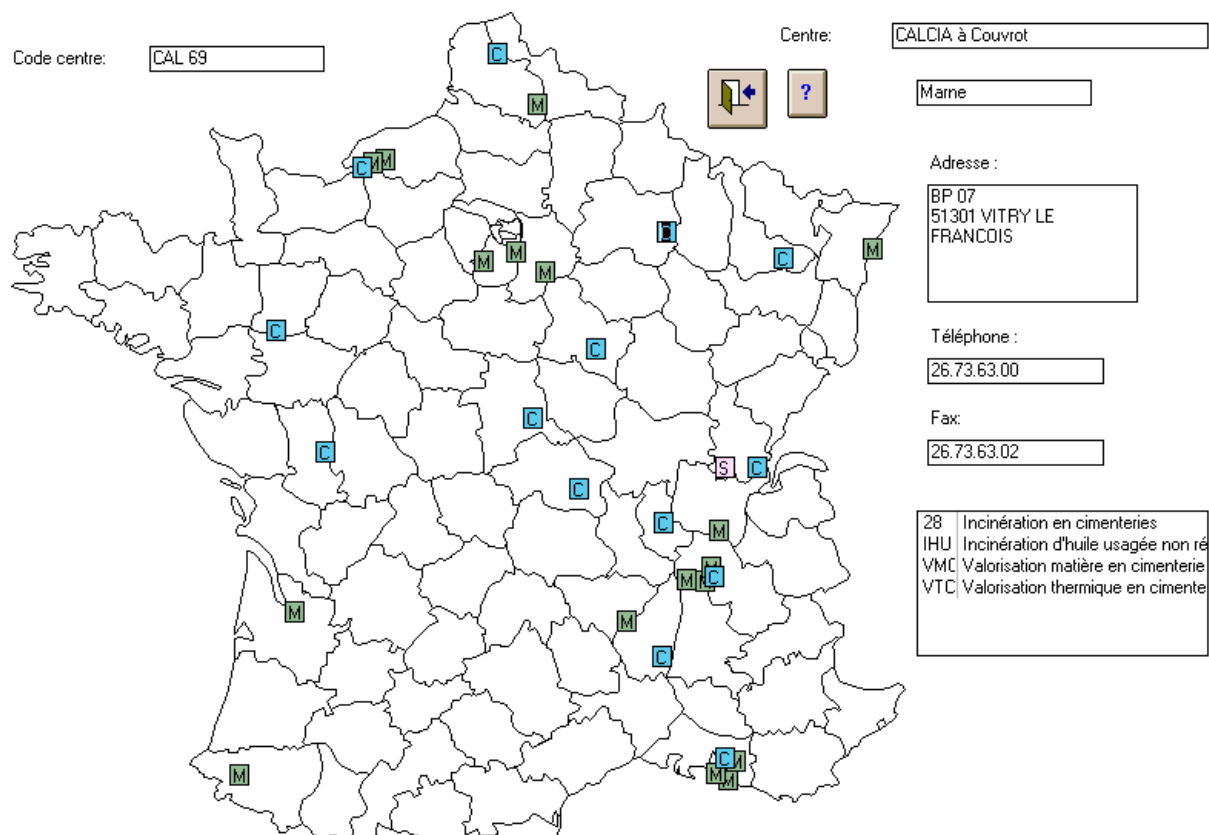 Code centre:
CAL 69
Centre:
CALCIA à Couvrot
?
Marne
Adresse :
BP 07
51301 VITRY LE
FRANCOIS
Téléphone :
26.73.63.00
Fax:
26.73.63.02
28 Incinération en cimenteries
IHU Incinération d'huile usagée non ré
VMC Valorisation matière en cimenterie
VTC Valorisation thermique en cimente
C
M
C
M
M
M
M
M
C
M
C
C
C
C
S
C
C
C
M
M
M
M
C
M
M
C
C
M
M
M
M